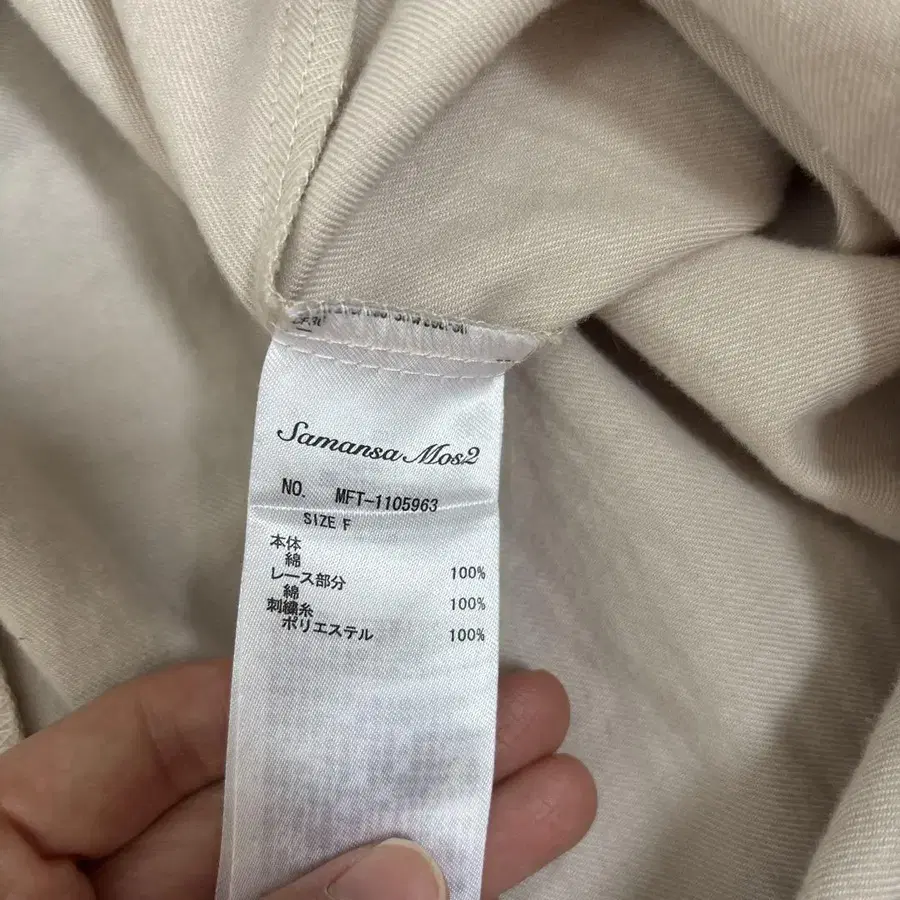 Samansa Mos2
NO. MFT-1105963
SIZE F
本体
綿 100%
レース部分
綿 100%
刺繍糸
ポリエステル 100%